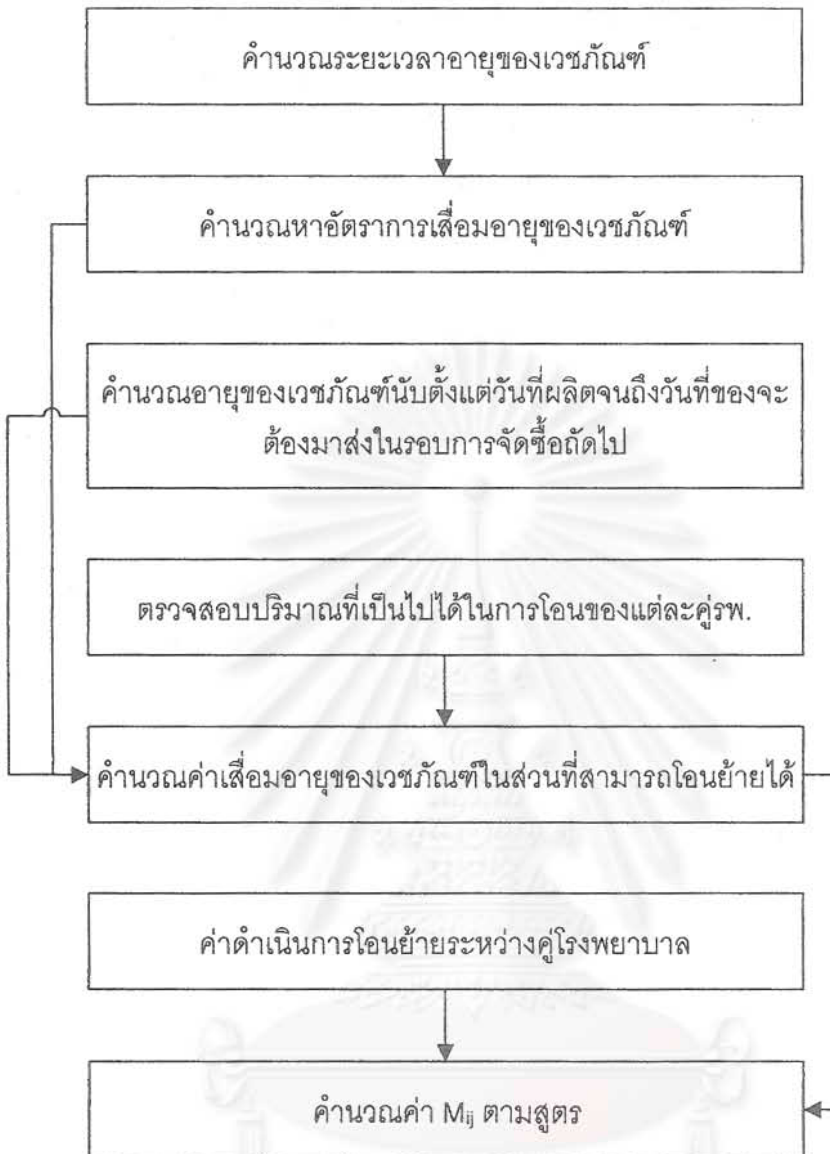 คำนวณระยะเวลาอายุของเวชภัณฑ์
คำนวณหาอัตราการเสื่อมอายุของเวชภัณฑ์
คำนวณอายุของเวชภัณฑ์นับตั้งแต่วันที่ผลิตจนถึงวันที่ของจะ
ต้องมาส่งในรอบการจัดซื้อถัดไป
ตรวจสอบปริมาณที่เป็นไปได้ในการโอนของแต่ละคู่รพ.
คำนวณค่าเสื่อมอายุของเวชภัณฑ์ในส่วนที่สามารถโอนย้ายได้
ค่าดำเนินการโอนย้ายระหว่างคู่โรงพยาบาล
คำนวณค่า Mij ตามสูตร